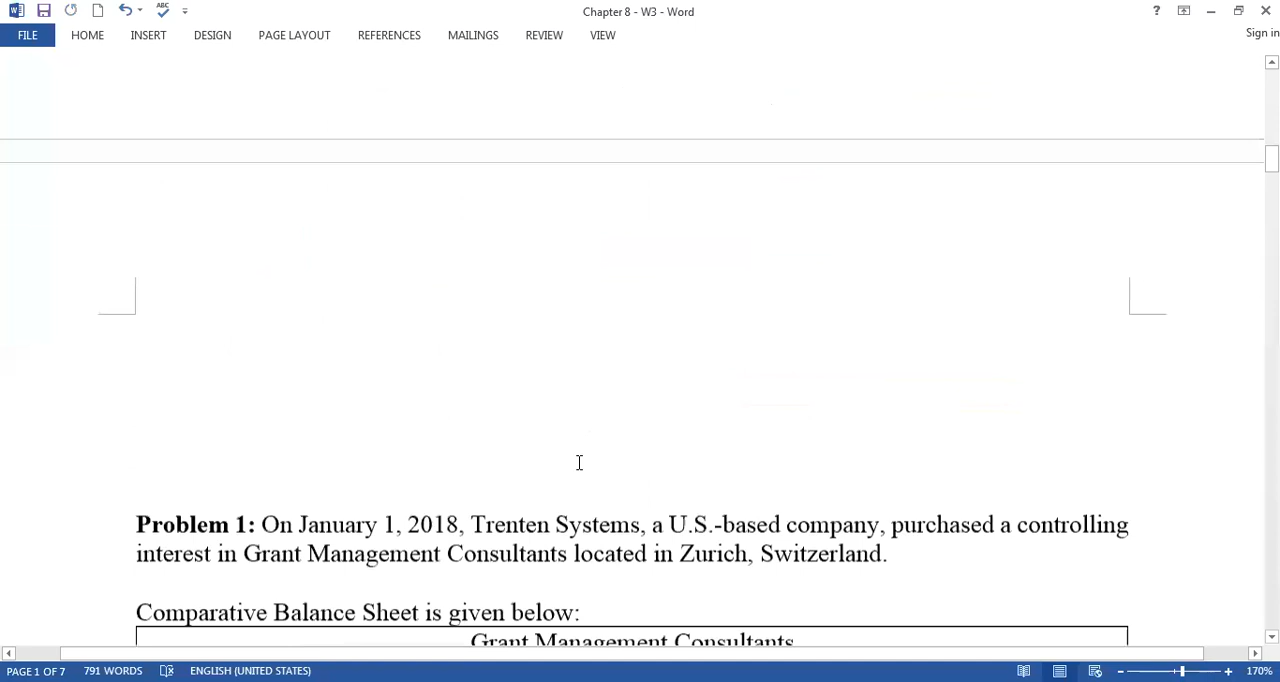 Chapter 8 - W3 - Word
?
ABC
FILE HOME INSERT DESIGN PAGE LAYOUT REFERENCES MAILINGS REVIEW VIEW
Sign in
Problem 1: On January 1, 2018, Trenten Systems, a U.S.-based company, purchased a controlling
interest in Grant Management Consultants located in Zurich, Switzerland.
Comparative Balance Sheet is given below:
Grant Management Consultants
PAGE 1 OF 7 791 WORDS ENGLISH (UNITED STATES) 170%